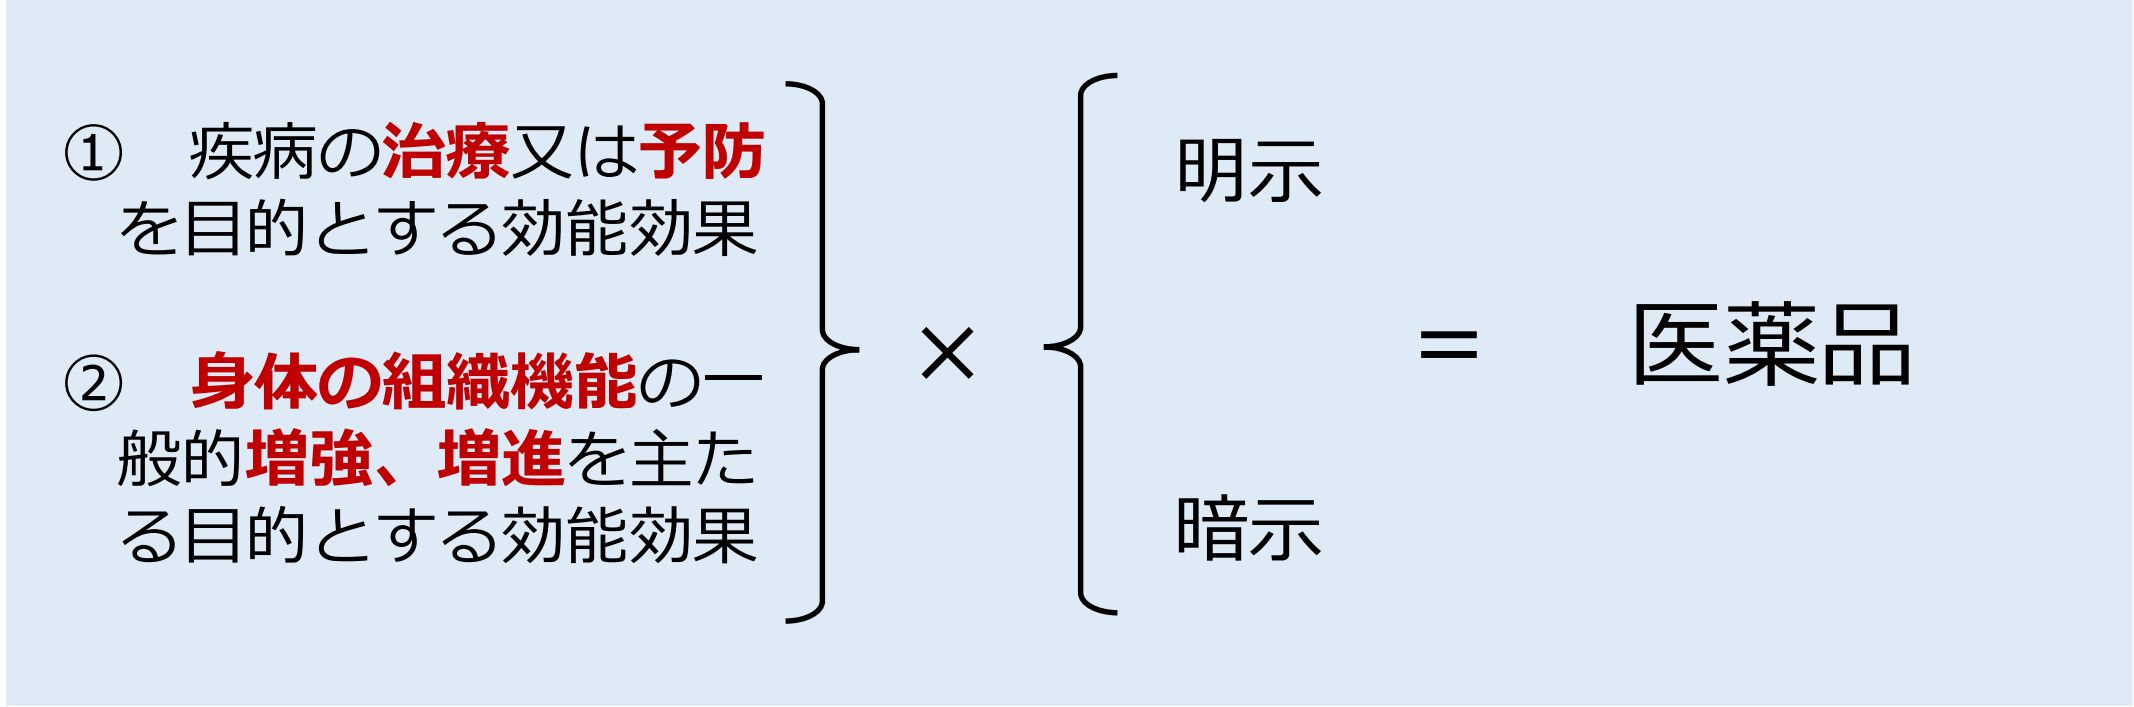 ① 疾病の治療又は予防
を目的とする効能効果
② 身体の組織機能の一
般的増強、増進を主た
る目的とする効能効果
×
明示
暗示
= 医薬品